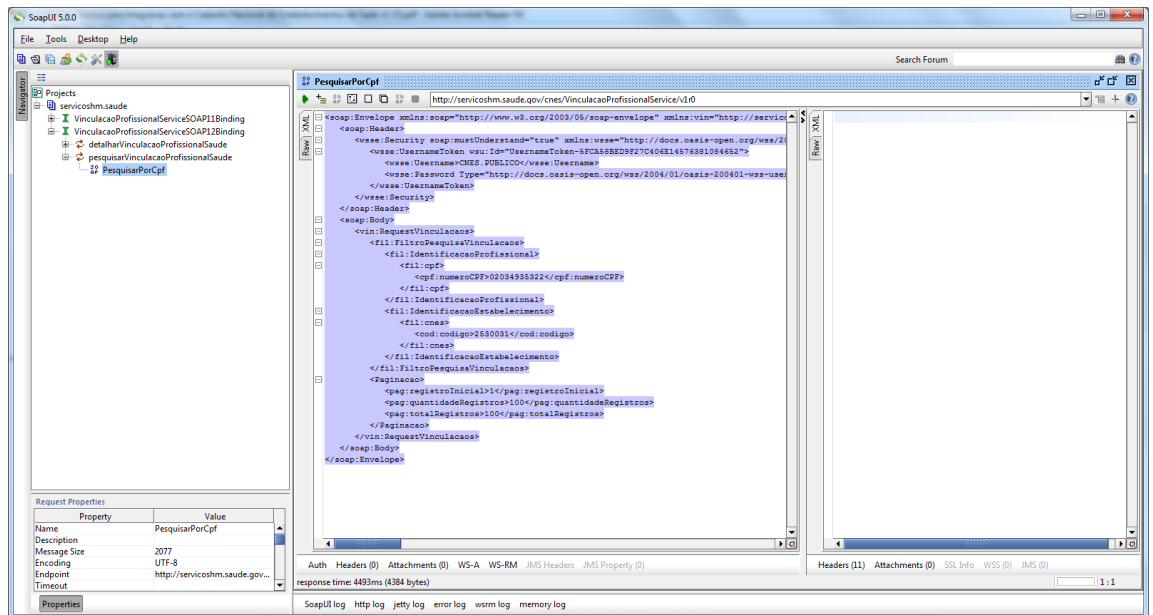 SoapUI 5.0.0
File Tools Desktop Help
Search Forum
Navigator
Projects
servicoshm.saude
VinculacaoProfissionalServiceSOAP11Binding
VinculacaoProfissionalServiceSOAP12Binding
detalharVinculacaoProfissionalSaude
pesquisarVinculacaoProfissionalSaude
PesquisarPorCpf
PesquisarPorCpf
http://servicoshm.saude.gov/cnes/VinculacaoProfissionalService/v1r0
XML
Raw
<soap:Envelope xmlns:soap="http://www.w3.org/2003/05/soap-envelope" xmlns:vin="http://servico
<soap:Header>
<wsse:Security soap:mustUnderstand="true" xmlns:wsse="http://docs.oasis-open.org/wss/20
<wsse:UsernameToken wsu:Id="UsernameToken-5FCA58BED9F27C406E14576381084652">
<wsse:Username>CNES.PUBLICO</wsse:Username>
<wsse:Password Type="http://docs.oasis-open.org/wss/2004/01/oasis-200401-wss-user
</wsse:UsernameToken>
</wsse:Security>
</soap:Header>
<soap:Body>
<vin:RequestVinculacaos>
<fil:FiltroPesquisaVinculacaos>
<fil:IdentificacaoProfissional>
<fil:cpf>
<cpf:numeroCPF>02034935322</cpf:numeroCPF>
</fil:cpf>
</fil:IdentificacaoProfissional>
<fil:IdentificacaoEstabelecimento>
<fil:cnes>
<cod:codigo>2530031</cod:codigo>
</fil:cnes>
</fil:IdentificacaoEstabelecimento>
</fil:FiltroPesquisaVinculacaos>
<Paginacao>
<pag:registroInicial>1</pag:registroInicial>
<pag:quantidadeRegistros>100</pag:quantidadeRegistros>
<pag:totalRegistros>100</pag:totalRegistros>
</Paginacao>
</vin:RequestVinculacaos>
</soap:Body>
</soap:Envelope>
XML
Raw
Request Properties
Property Value
Name PesquisarPorCpf
Description
Message Size 2077
Encoding UTF-8
Endpoint http://servicoshm.saude.gov...
Timeout
Properties
Auth Headers (0) Attachments (0) WS-A WS-RM JMS Headers JMS Property (0)
Headers (11) Attachments (0) SSL Info WSS (0) JMS (0)
response time: 4493ms (4384 bytes)
1 : 1
SoapUI log http log jetty log error log wsrm log memory log